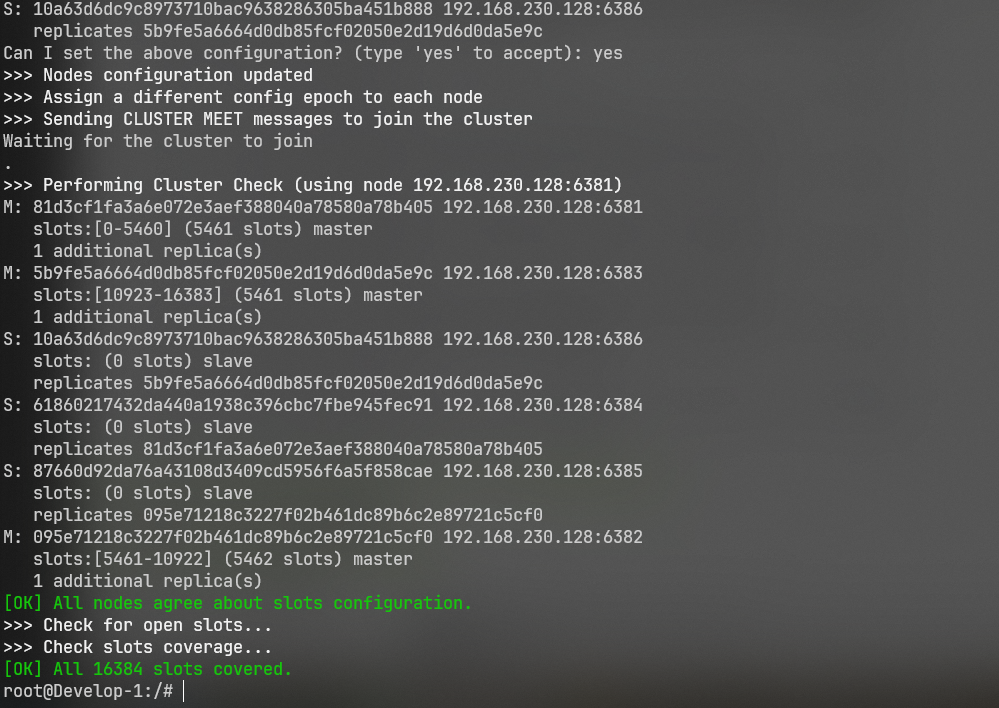 S: 10a63d6dc9c8973710bac9638286305ba451b888 192.168.230.128:6386
replicates 5b9fe5a6664d0db85fcf02050e2d19d6d0da5e9c
Can I set the above configuration? (type 'yes' to accept): yes
>>> Nodes configuration updated
>>> Assign a different config epoch to each node
>>> Sending CLUSTER MEET messages to join the cluster
Waiting for the cluster to join
.
>>> Performing Cluster Check (using node 192.168.230.128:6381)
M: 81d3cf1fa3a6e072e3aef388040a78580a78b405 192.168.230.128:6381
slots:[0-5460] (5461 slots) master
1 additional replica(s)
M: 5b9fe5a6664d0db85fcf02050e2d19d6d0da5e9c 192.168.230.128:6383
slots:[10923-16383] (5461 slots) master
1 additional replica(s)
S: 10a63d6dc9c8973710bac9638286305ba451b888 192.168.230.128:6386
slots: (0 slots) slave
replicates 5b9fe5a6664d0db85fcf02050e2d19d6d0da5e9c
S: 61860217432da440a1938c396cbc7fbe945fec91 192.168.230.128:6384
slots: (0 slots) slave
replicates 81d3cf1fa3a6e072e3aef388040a78580a78b405
S: 87660d92da76a43108d3409cd5956f6a5f858cae 192.168.230.128:6385
slots: (0 slots) slave
replicates 095e71218c3227f02b461dc89b6c2e89721c5cf0
M: 095e71218c3227f02b461dc89b6c2e89721c5cf0 192.168.230.128:6382
slots:[5461-10922] (5462 slots) master
1 additional replica(s)
[OK] All nodes agree about slots configuration.
>>> Check for open slots...
>>> Check slots coverage...
[OK] All 16384 slots covered.
root@Develop-1:/#